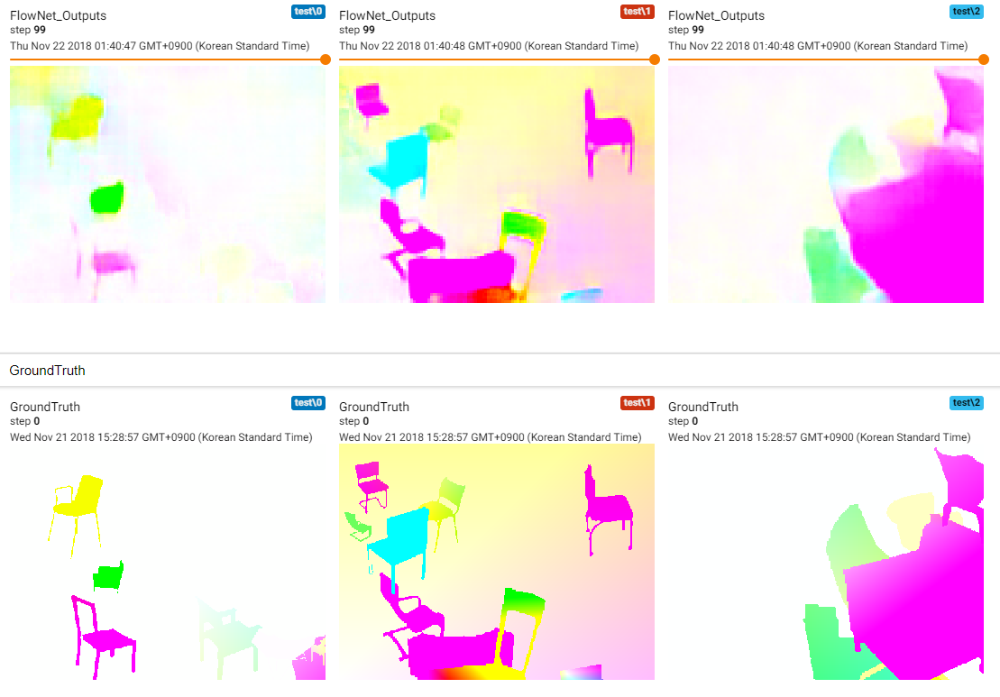 FlowNet_Outputs test\0
step 99
Thu Nov 22 2018 01:40:47 GMT+0900 (Korean Standard Time)
FlowNet_Outputs test\1
step 99
Thu Nov 22 2018 01:40:48 GMT+0900 (Korean Standard Time)
FlowNet_Outputs test\2
step 99
Thu Nov 22 2018 01:40:48 GMT+0900 (Korean Standard Time)
GroundTruth
GroundTruth test\0
step 0
Wed Nov 21 2018 15:28:57 GMT+0900 (Korean Standard Time)
GroundTruth test\1
step 0
Wed Nov 21 2018 15:28:57 GMT+0900 (Korean Standard Time)
GroundTruth test\2
step 0
Wed Nov 21 2018 15:28:57 GMT+0900 (Korean Standard Time)